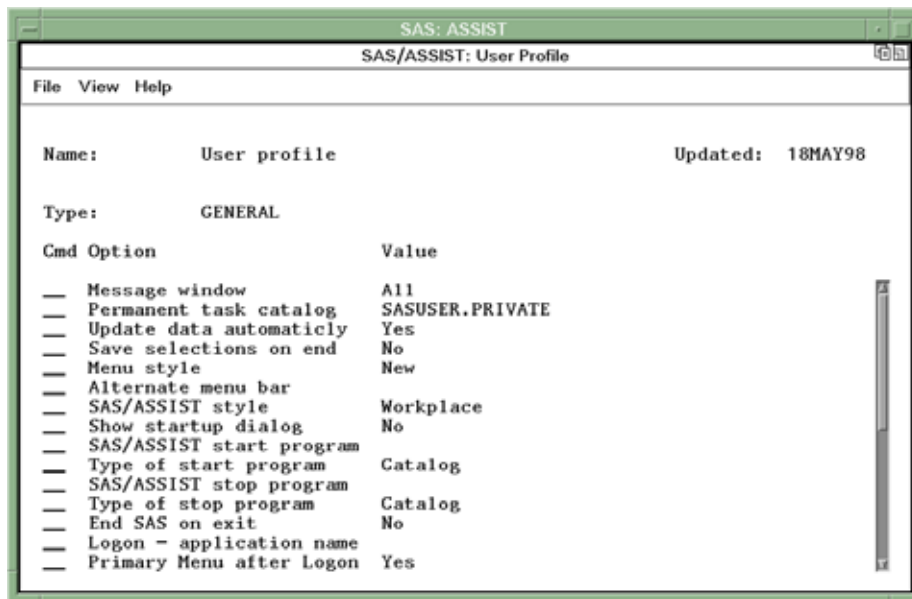 SAS: ASSIST
SAS/ASSIST: User Profile
File View Help
Name: User profile Updated: 18MAY98
Type: GENERAL
Cmd Option Value
Message window All
Permanent task catalog SASUSER.PRIVATE
Update data automaticly Yes
Save selections on end No
Menu style New
Alternate menu bar
SAS/ASSIST style Workplace
Show startup dialog No
SAS/ASSIST start program
Type of start program Catalog
SAS/ASSIST stop program
Type of stop program Catalog
End SAS on exit No
Logon - application name
Primary Menu after Logon Yes